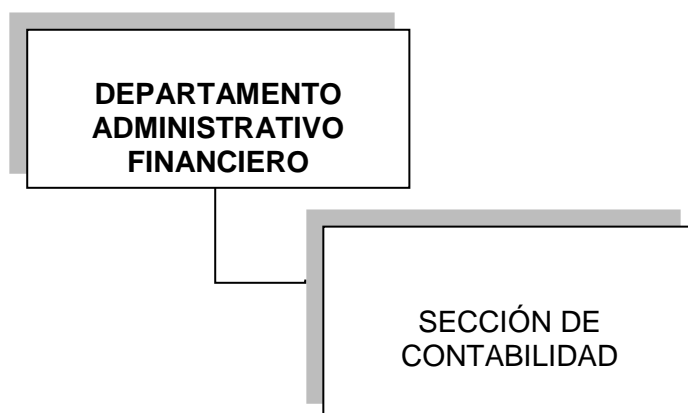 DEPARTAMENTO
ADMINISTRATIVO
FINANCIERO
SECCIÓN DE
CONTABILIDAD